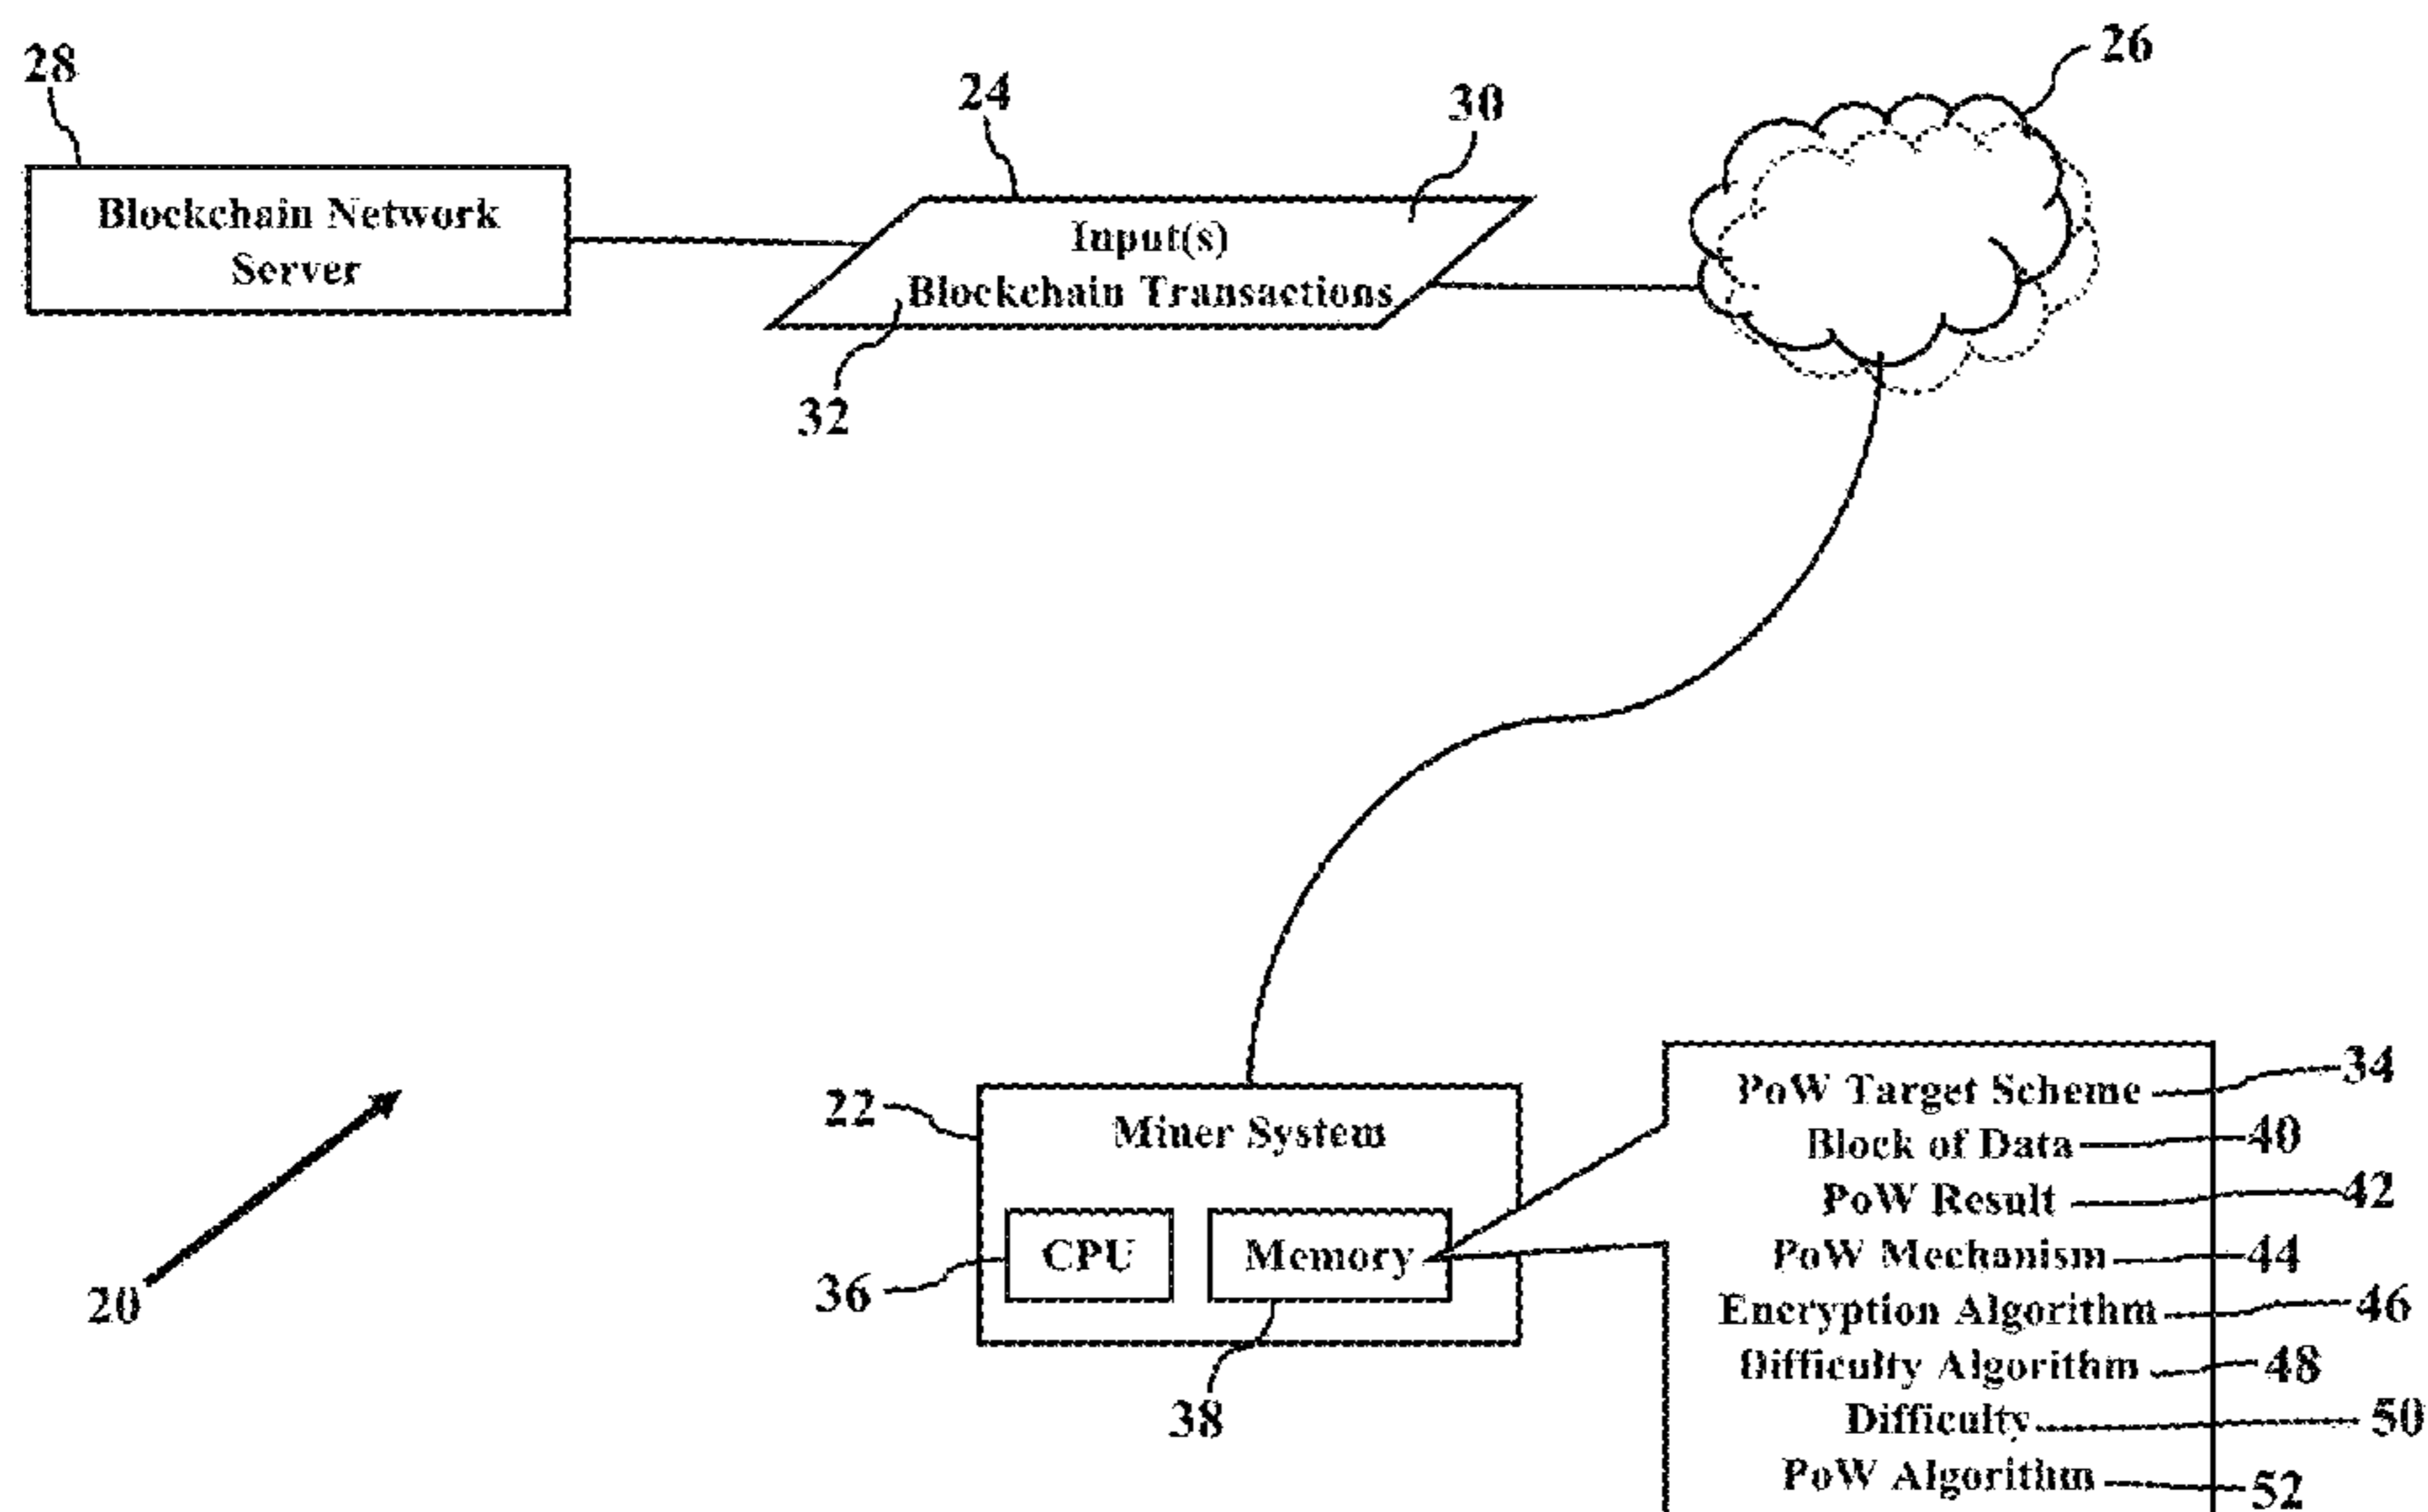 28
24
30
26
Blockchain Network
Server
Input(s)
Blockchain Transactions
32
22
Miner System
CPU
Memory
36
38
20
PoW Target Scheme 34
Block of Data 40
PoW Result 42
PoW Mechanism 44
Encryption Algorithm 46
Difficulty Algorithm 48
Difficulty 50
PoW Algorithm 52